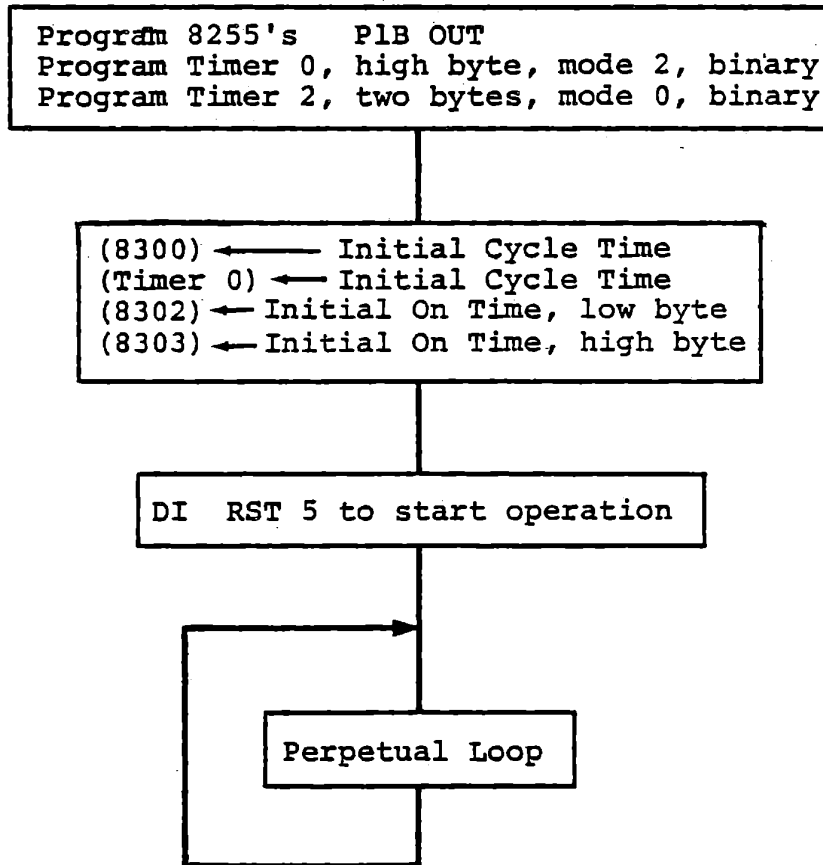 Program 8255's P1B OUT
Program Timer 0, high byte, mode 2, binary
Program Timer 2, two bytes, mode 0, binary
(8300) ← Initial Cycle Time
(Timer 0) ← Initial Cycle Time
(8302) ← Initial On Time, low byte
(8303) ← Initial On Time, high byte
DI RST 5 to start operation
Perpetual Loop